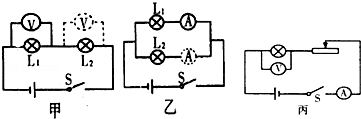 V V
L₁ L₂
S
甲
L₁ A
L₂ A
S
乙
V
S A
丙